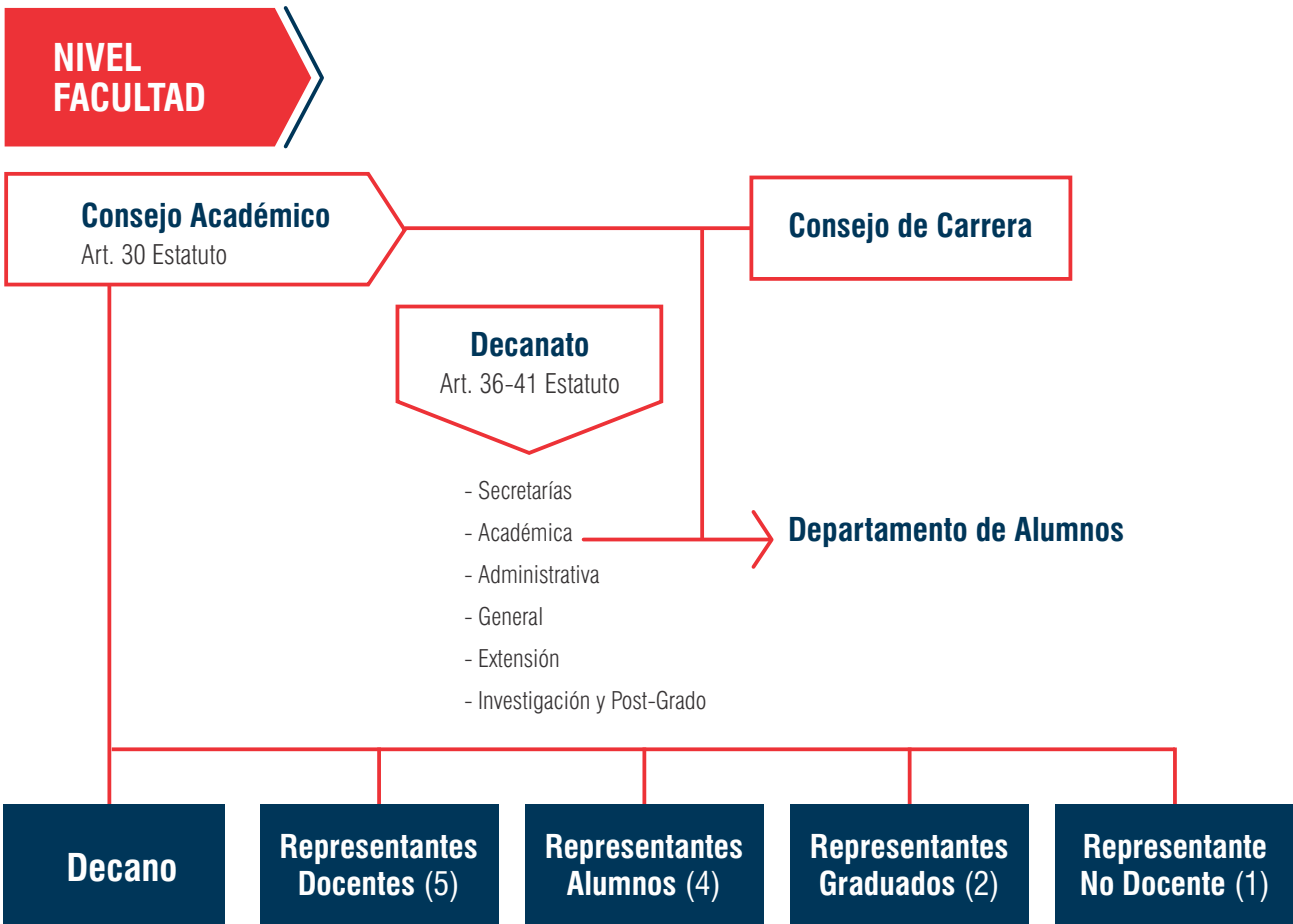 NIVEL
FACULTAD
Consejo Académico
Art. 30 Estatuto
Consejo de Carrera
Decanato
Art. 36-41 Estatuto
- Secretarías
- Académica
- Administrativa
- General
- Extensión
- Investigación y Post-Grado
Departamento de Alumnos
Decano
Representantes
Docentes (5)
Representantes
Alumnos (4)
Representantes
Graduados (2)
Representante
No Docente (1)